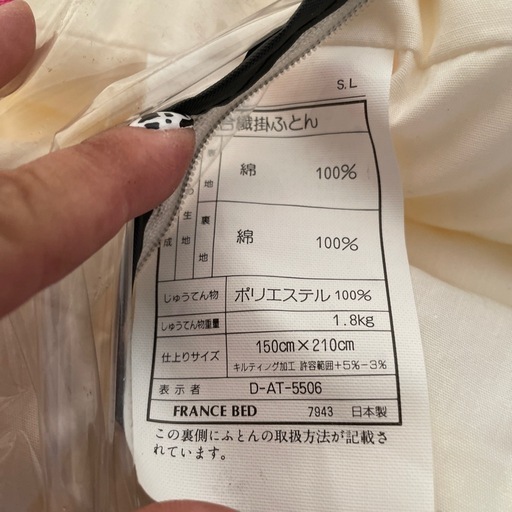 S.L
合繊掛ふとん
の 地 綿 100%
生 地 裏 地 綿 100%
成
じゅうてん物 ポリエステル 100%
じゅうてん物重量 1.8kg
仕上りサイズ 150cm×210cm
キルティング加工 許容範囲+5%-3%
表示者 D-AT-5506
FRANCE BED 7943 日本製
この裏側にふとんの取扱方法が記載さ
れています。